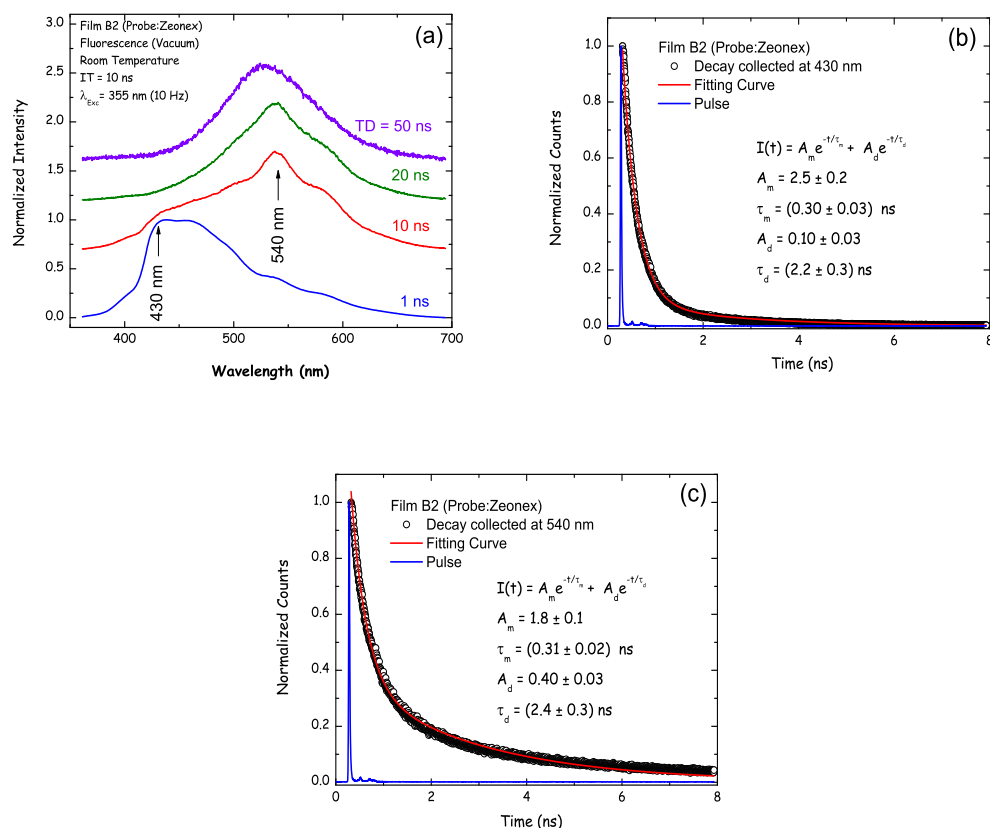 (a)
Film B2 (Probe:Zeonex)
Fluorescence (Vacuum)
Room Temperature
IT = 10 ns
λExc= 355 nm (10 Hz)
TD = 50 ns
20 ns
10 ns
1 ns
430 nm
540 nm
3.0
2.5
2.0
1.5
1.0
0.5
0.0
Normalized Intensity
400 500 600 700
Wavelength (nm)
(b)
Film B2 (Probe:Zeonex)
Decay collected at 430 nm
Fitting Curve
Pulse
I(t) = Am e^-t/τm + Ad e^-t/τd
Am = 2.5 ± 0.2
τm = (0.30 ± 0.03) ns
Ad = 0.10 ± 0.03
τd = (2.2 ± 0.3) ns
1.0
0.8
0.6
0.4
0.2
0.0
Normalized Counts
0 2 4 6 8
Time (ns)
(c)
Film B2 (Probe:Zeonex)
Decay collected at 540 nm
Fitting Curve
Pulse
I(t) = Am e^-t/τm + Ad e^-t/τd
Am = 1.8 ± 0.1
τm = (0.31 ± 0.02) ns
Ad = 0.40 ± 0.03
τd = (2.4 ± 0.3) ns
1.0
0.8
0.6
0.4
0.2
0.0
Normalized Counts
0 2 4 6 8
Time (ns)